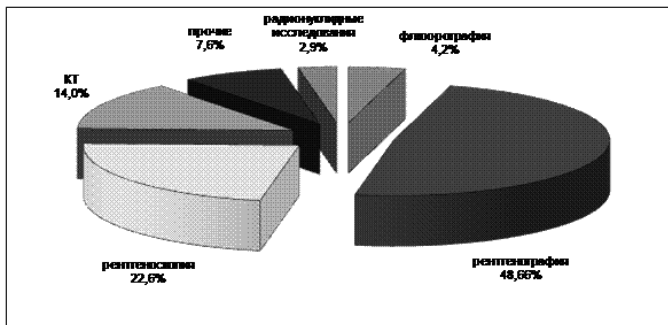 радионуклидные
исследования
2,9%
флюорография
4,2%
прочие
7,6%
КТ
14,0%
рентгеноскопия
22,6%
рентгенография
48,66%